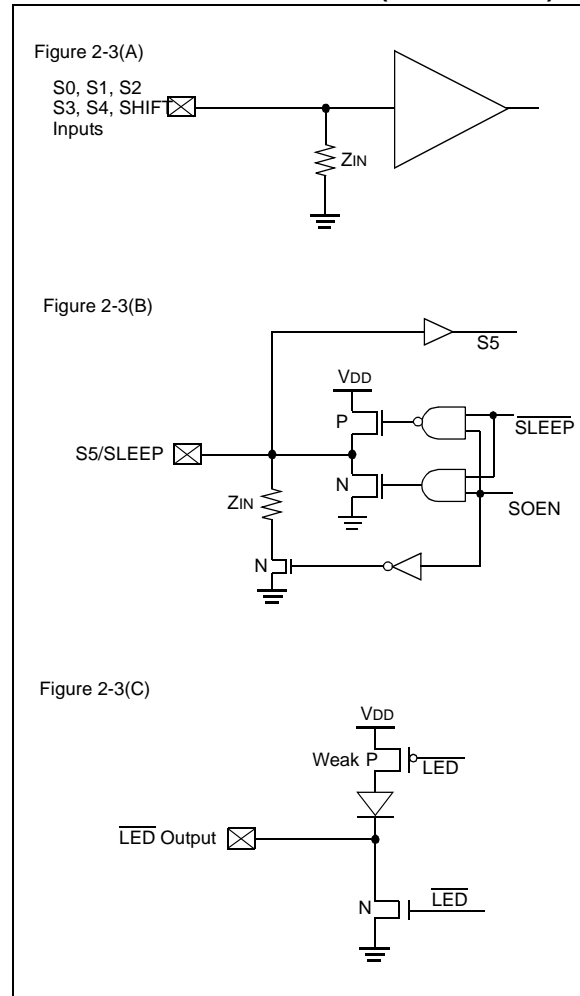 Figure 2-3(A)
S0, S1, S2
S3, S4, SHIFT
Inputs
ZIN
Figure 2-3(B)
S5
VDD
P
SLEEP
S5/SLEEP
N
ZIN
SOEN
N
Figure 2-3(C)
VDD
Weak P
LED
LED Output
LED
N